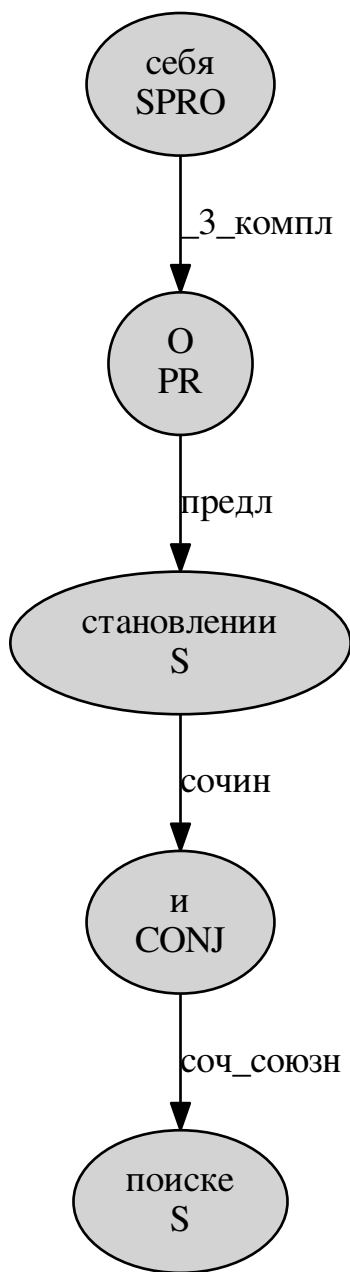 себя
SPRO
_3_компл
О
PR
предл
становлении
S
сочин
и
CONJ
соч_союзн
поиске
S